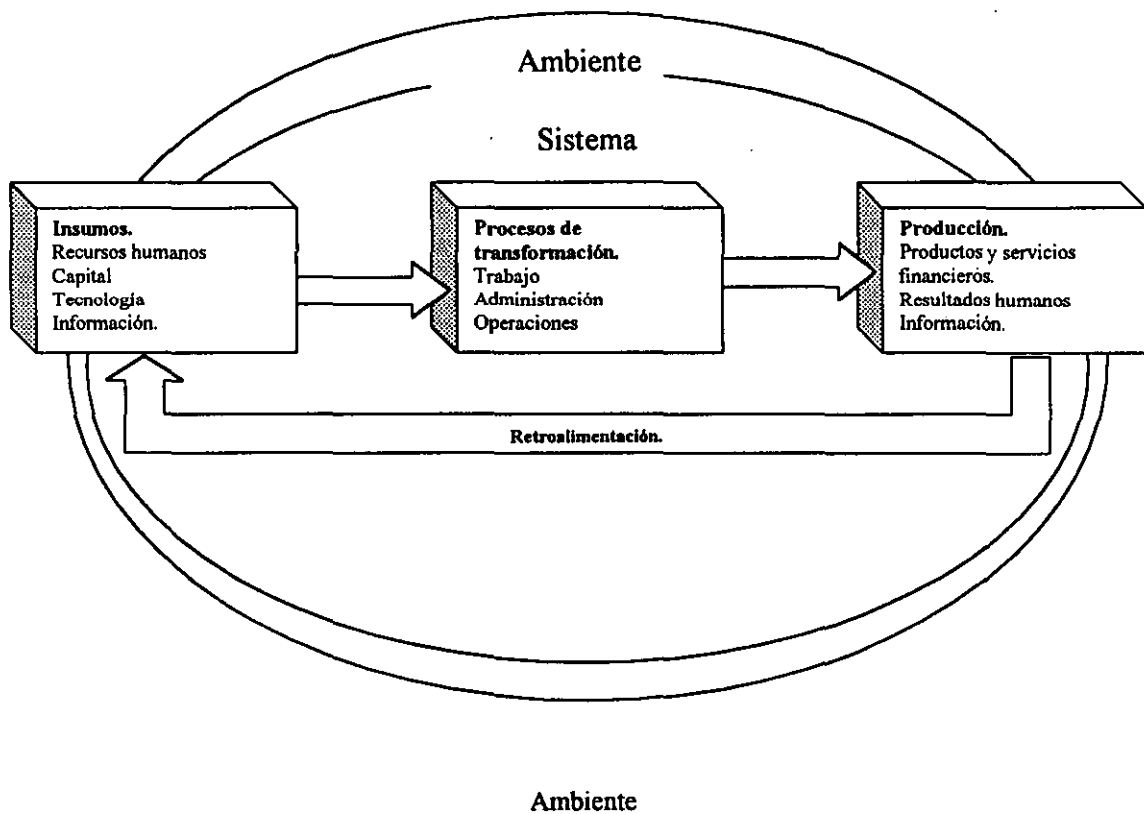 Ambiente
Sistema
Insumos.
Recursos humanos
Capital
Tecnología
Información.
Procesos de
transformación.
Trabajo
Administración
Operaciones
Producción.
Productos y servicios
financieros.
Resultados humanos
Información.
Retroalimentación.
Ambiente